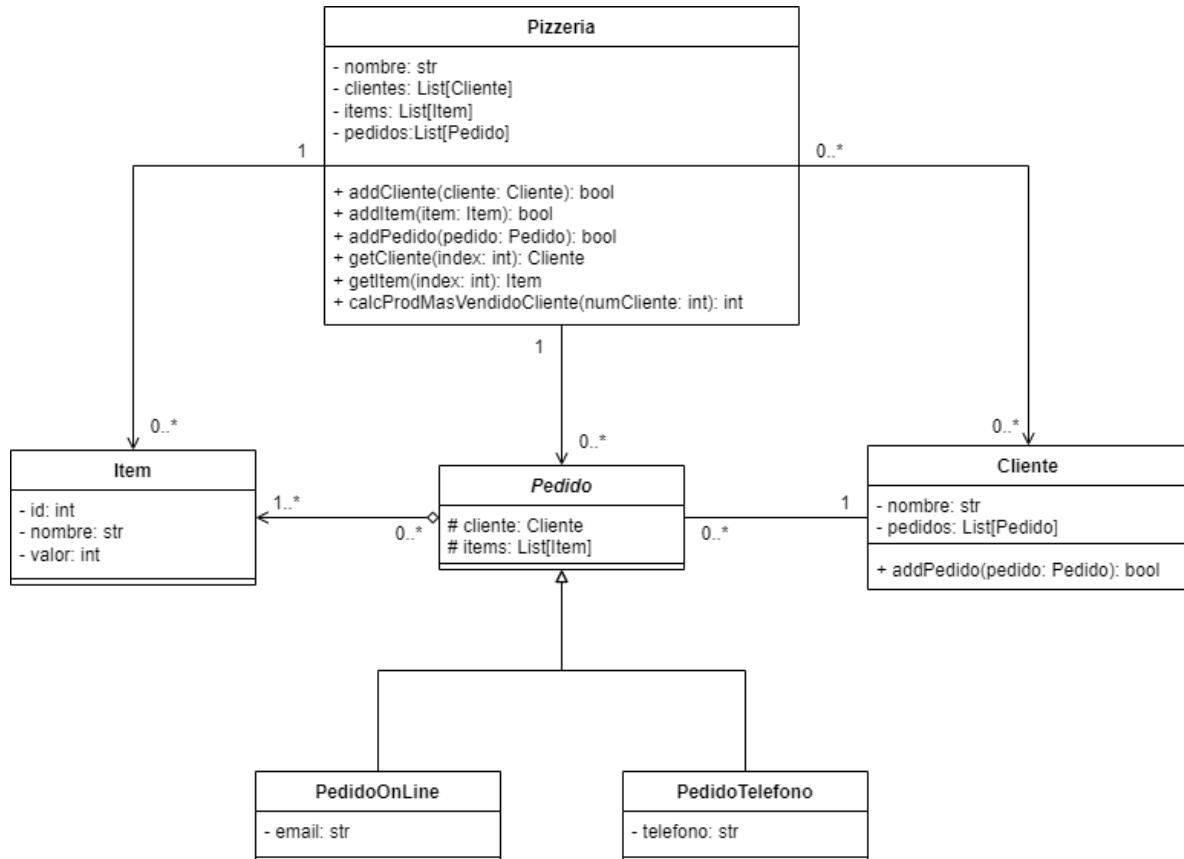 Pizzeria
- nombre: str
- clientes: List[Cliente]
- items: List[Item]
- pedidos:List[Pedido]
1
0..*
+ addCliente(cliente: Cliente): bool
+ addItem(item: Item): bool
+ addPedido(pedido: Pedido): bool
+ getCliente(index: int): Cliente
+ getItem(index: int): Item
+ calcProdMasVendidoCliente(numCliente: int): int
1
0..*
0..*
0..*
Item
- id: int
- nombre: str
- valor: int
1..*
0..*
Pedido
# cliente: Cliente
# items: List[Item]
0..*
1
Cliente
- nombre: str
- pedidos: List[Pedido]
+ addPedido(pedido: Pedido): bool
PedidoOnLine
- email: str
PedidoTelefono
- telefono: str